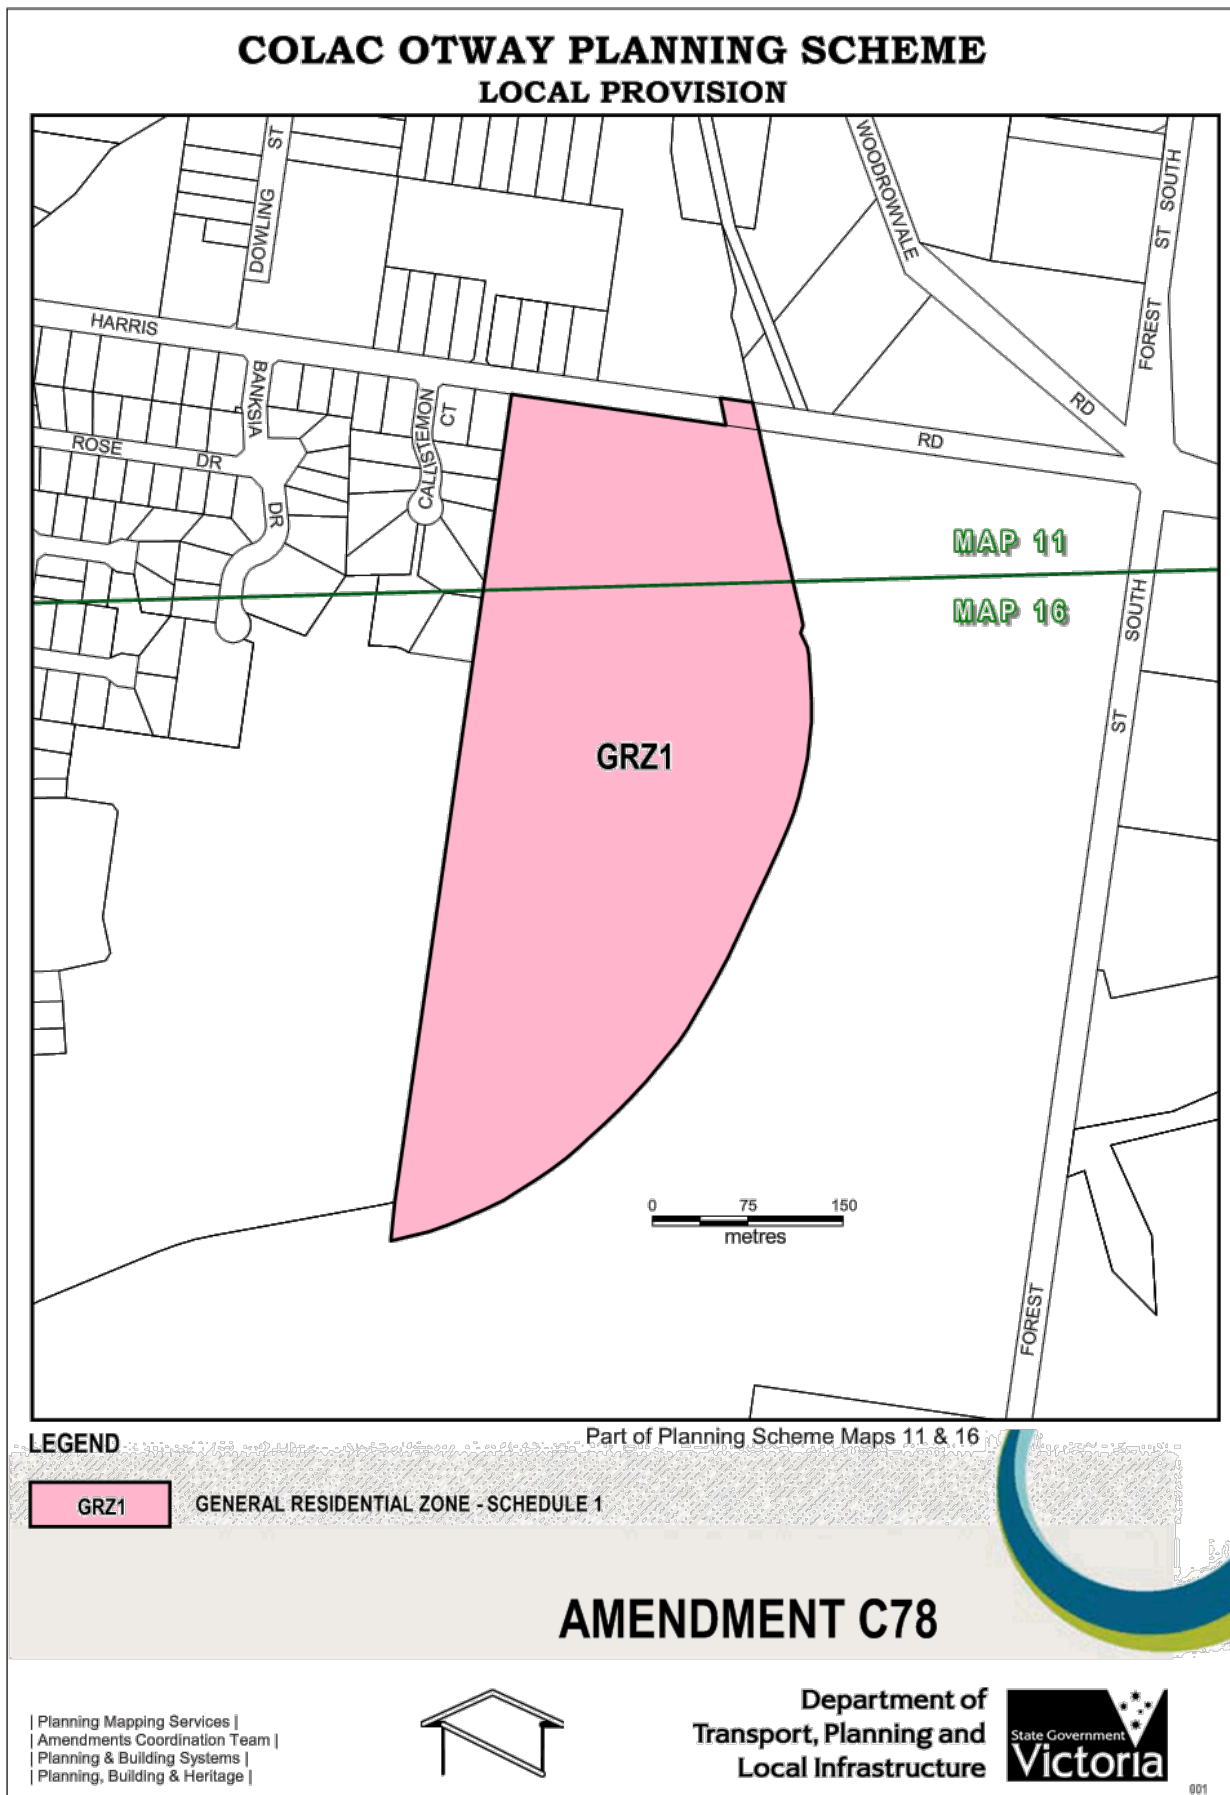 COLAC OTWAY PLANNING SCHEME
LOCAL PROVISION
DOWLING ST
WOODROWVALE
RD
FOREST ST SOUTH
HARRIS
RD
BANKSIA
DR
ROSE DR
CALLISTEMON
CT
MAP 11
MAP 16
GRZ1
FOREST ST SOUTH
0 75 150
metres
Part of Planning Scheme Maps 11 & 16
LEGEND
GRZ1 GENERAL RESIDENTIAL ZONE - SCHEDULE 1
AMENDMENT C78
| Planning Mapping Services |
| Amendments Coordination Team |
| Planning & Building Systems |
| Planning, Building & Heritage |
Department of
Transport, Planning and
Local Infrastructure
State Government
Victoria
001